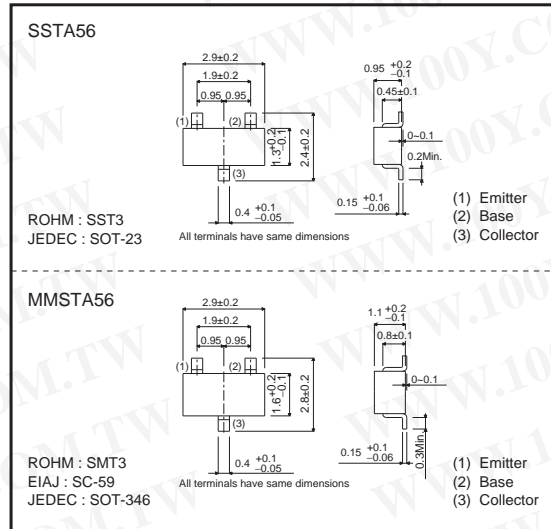 SSTA56
2.9±0.2
1.9±0.2
0.95 0.95
(1) (2)
1.3 +0.2 −0.1
2.4±0.2
(3)
0.4 +0.1 −0.05
All terminals have same dimensions
0.95 +0.2 −0.1
0.45±0.1
0~0.1
0.2Min.
0.15 +0.1 −0.06
ROHM : SST3
JEDEC : SOT-23
(1) Emitter
(2) Base
(3) Collector
MMSTA56
2.9±0.2
1.9±0.2
0.95 0.95
(1) (2)
1.6 +0.2 −0.1
2.8±0.2
(3)
0.4 +0.1 −0.05
All terminals have same dimensions
1.1 +0.2 −0.1
0.8±0.1
0~0.1
0.3Min.
0.15 +0.1 −0.06
ROHM : SMT3
EIAJ : SC-59
JEDEC : SOT-346
(1) Emitter
(2) Base
(3) Collector
WWW.100Y.COM.TW